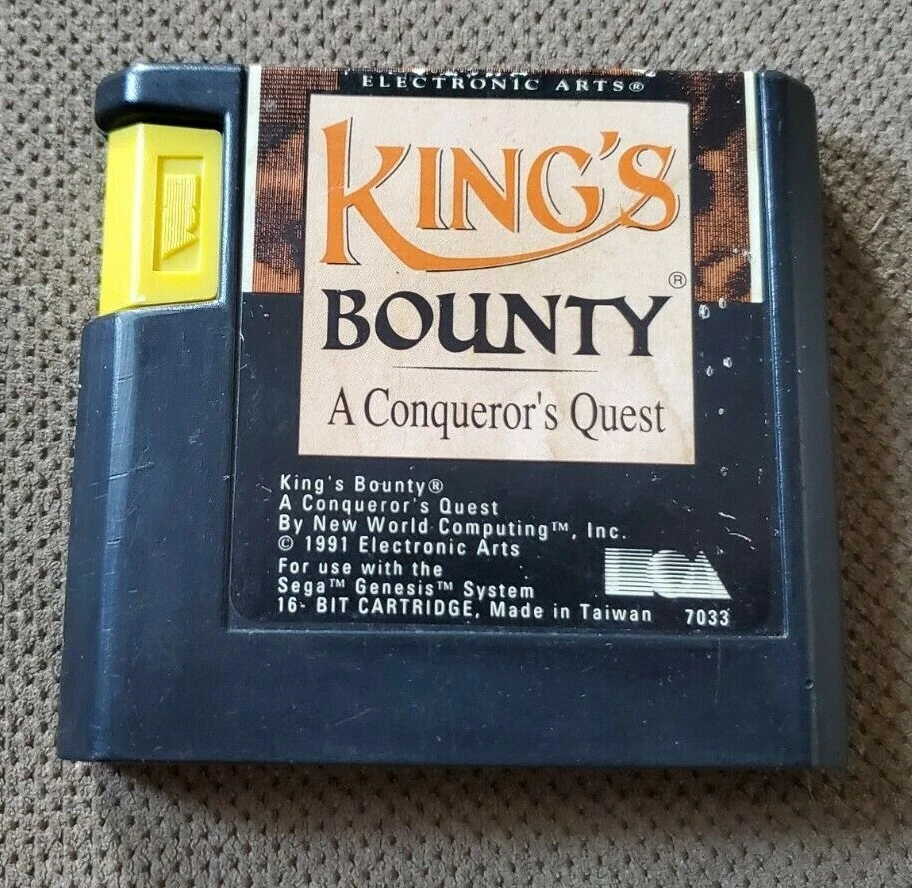 ELECTRONIC ARTS®
KING'S
BOUNTY®
A Conqueror's Quest
King's Bounty®
A Conqueror's Quest
By New World Computing™, Inc.
© 1991 Electronic Arts
For use with the
Sega™ Genesis™ System
16- BIT CARTRIDGE, Made in Taiwan 7033
EA